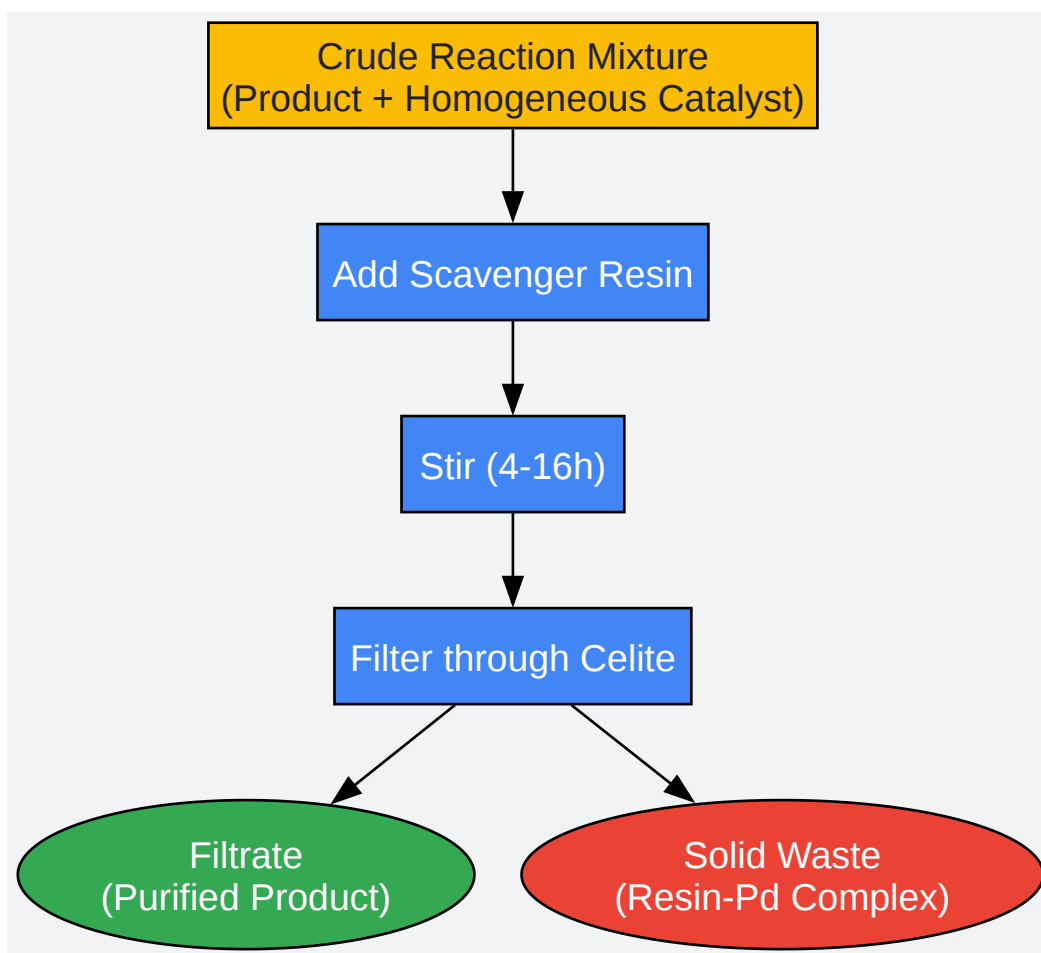 Crude Reaction Mixture
(Product + Homogeneous Catalyst)
Add Scavenger Resin
Stir (4-16h)
Filter through Celite
Filtrate
(Purified Product)
Solid Waste
(Resin-Pd Complex)